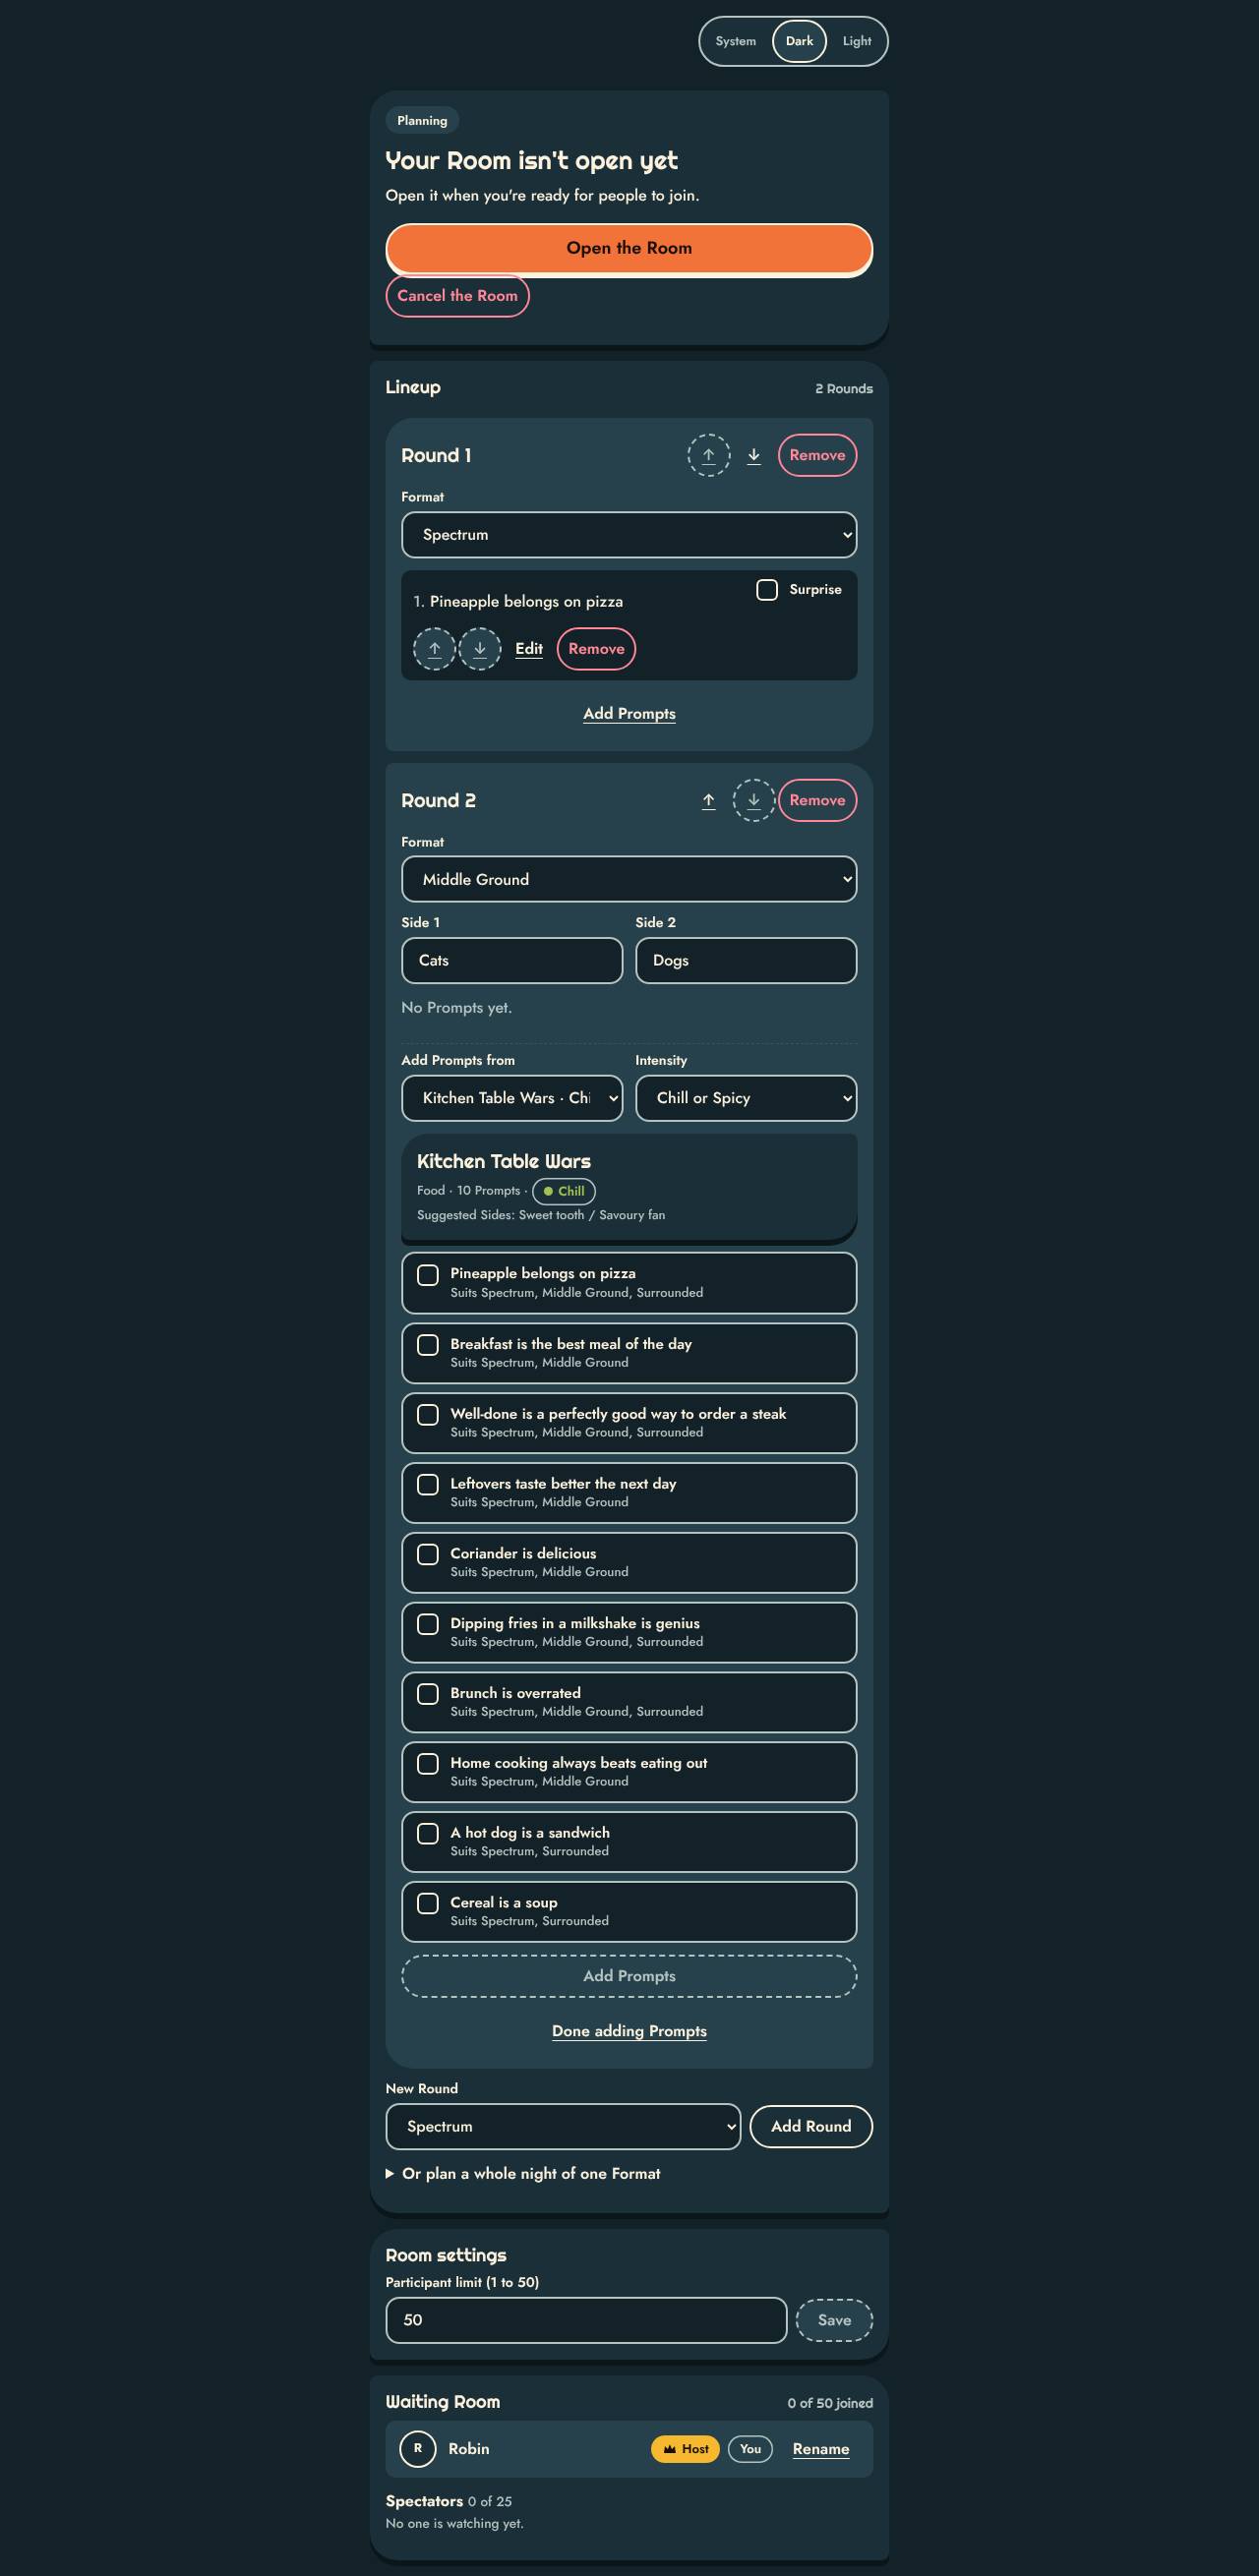 System Dark Light
Planning
Your Room isn't open yet
Open it when you're ready for people to join.
Open the Room
Cancel the Room
Lineup 2 Rounds
Round 1 ↑ ↓ Remove
Format
Spectrum
1. Pineapple belongs on pizza Surprise
↑ ↓ Edit Remove
Add Prompts
Round 2 ↑ ↓ Remove
Format
Middle Ground
Side 1 Side 2
Cats Dogs
No Prompts yet.
Add Prompts from Intensity
Kitchen Table Wars · Chi Chill or Spicy
Kitchen Table Wars
Food · 10 Prompts · Chill
Suggested Sides: Sweet tooth / Savoury fan
Pineapple belongs on pizza
Suits Spectrum, Middle Ground, Surrounded
Breakfast is the best meal of the day
Suits Spectrum, Middle Ground
Well-done is a perfectly good way to order a steak
Suits Spectrum, Middle Ground, Surrounded
Leftovers taste better the next day
Suits Spectrum, Middle Ground
Coriander is delicious
Suits Spectrum, Middle Ground
Dipping fries in a milkshake is genius
Suits Spectrum, Middle Ground, Surrounded
Brunch is overrated
Suits Spectrum, Middle Ground, Surrounded
Home cooking always beats eating out
Suits Spectrum, Middle Ground
A hot dog is a sandwich
Suits Spectrum, Surrounded
Cereal is a soup
Suits Spectrum, Surrounded
Add Prompts
Done adding Prompts
New Round
Spectrum Add Round
Or plan a whole night of one Format
Room settings
Participant limit (1 to 50)
50 Save
Waiting Room 0 of 50 joined
R Robin Host You Rename
Spectators 0 of 25
No one is watching yet.